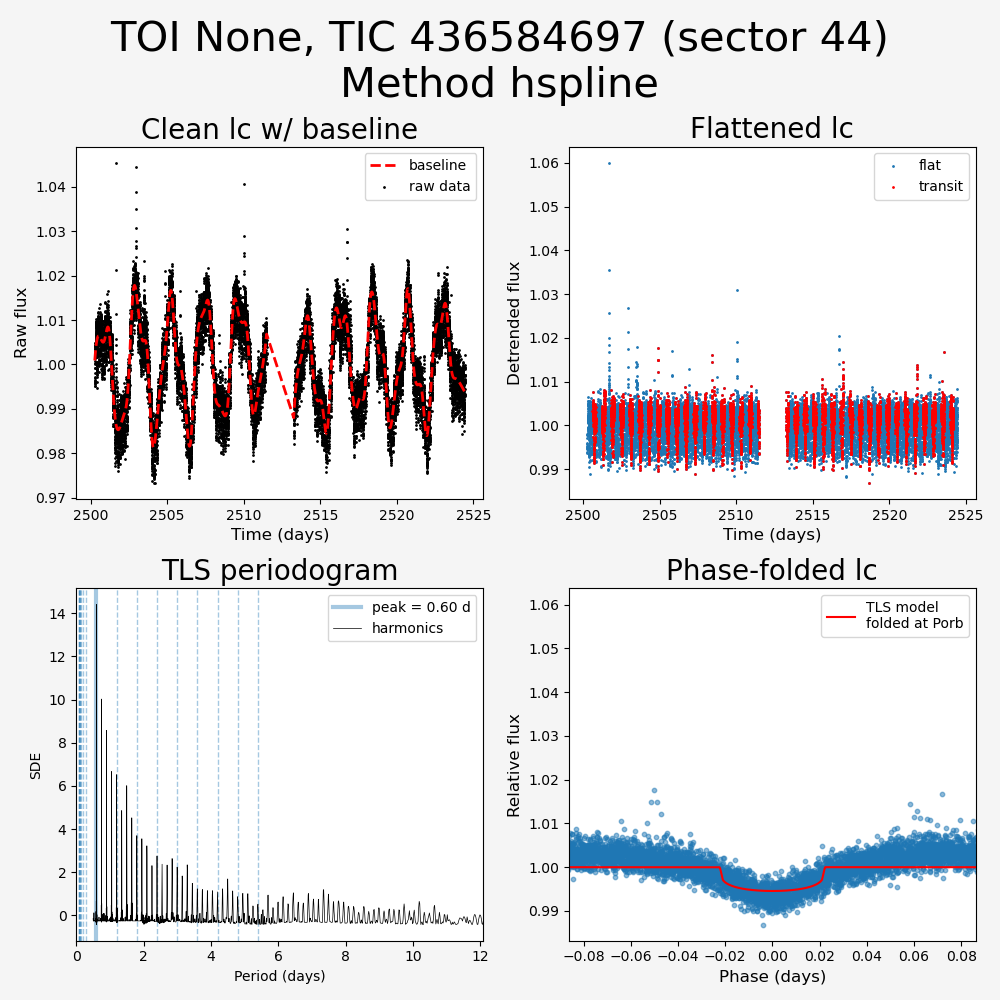 TOI None, TIC 436584697 (sector 44)
Method hspline
Clean lc w/ baseline
Raw flux
1.04
1.03
1.02
1.01
1.00
0.99
0.98
0.97
baseline
raw data
2500
2505
2510
2515
2520
2525
Time (days)
Flattened lc
Detrended flux
1.06
1.05
1.04
1.03
1.02
1.01
1.00
0.99
flat
transit
2500
2505
2510
2515
2520
2525
Time (days)
TLS periodogram
SDE
14
12
10
8
6
4
2
0
peak = 0.60 d
harmonics
0
2
4
6
8
10
12
Period (days)
Phase-folded lc
Relative flux
1.06
1.05
1.04
1.03
1.02
1.01
1.00
0.99
TLS model
folded at Porb
−0.08
−0.06
−0.04
−0.02
0.00
0.02
0.04
0.06
0.08
Phase (days)